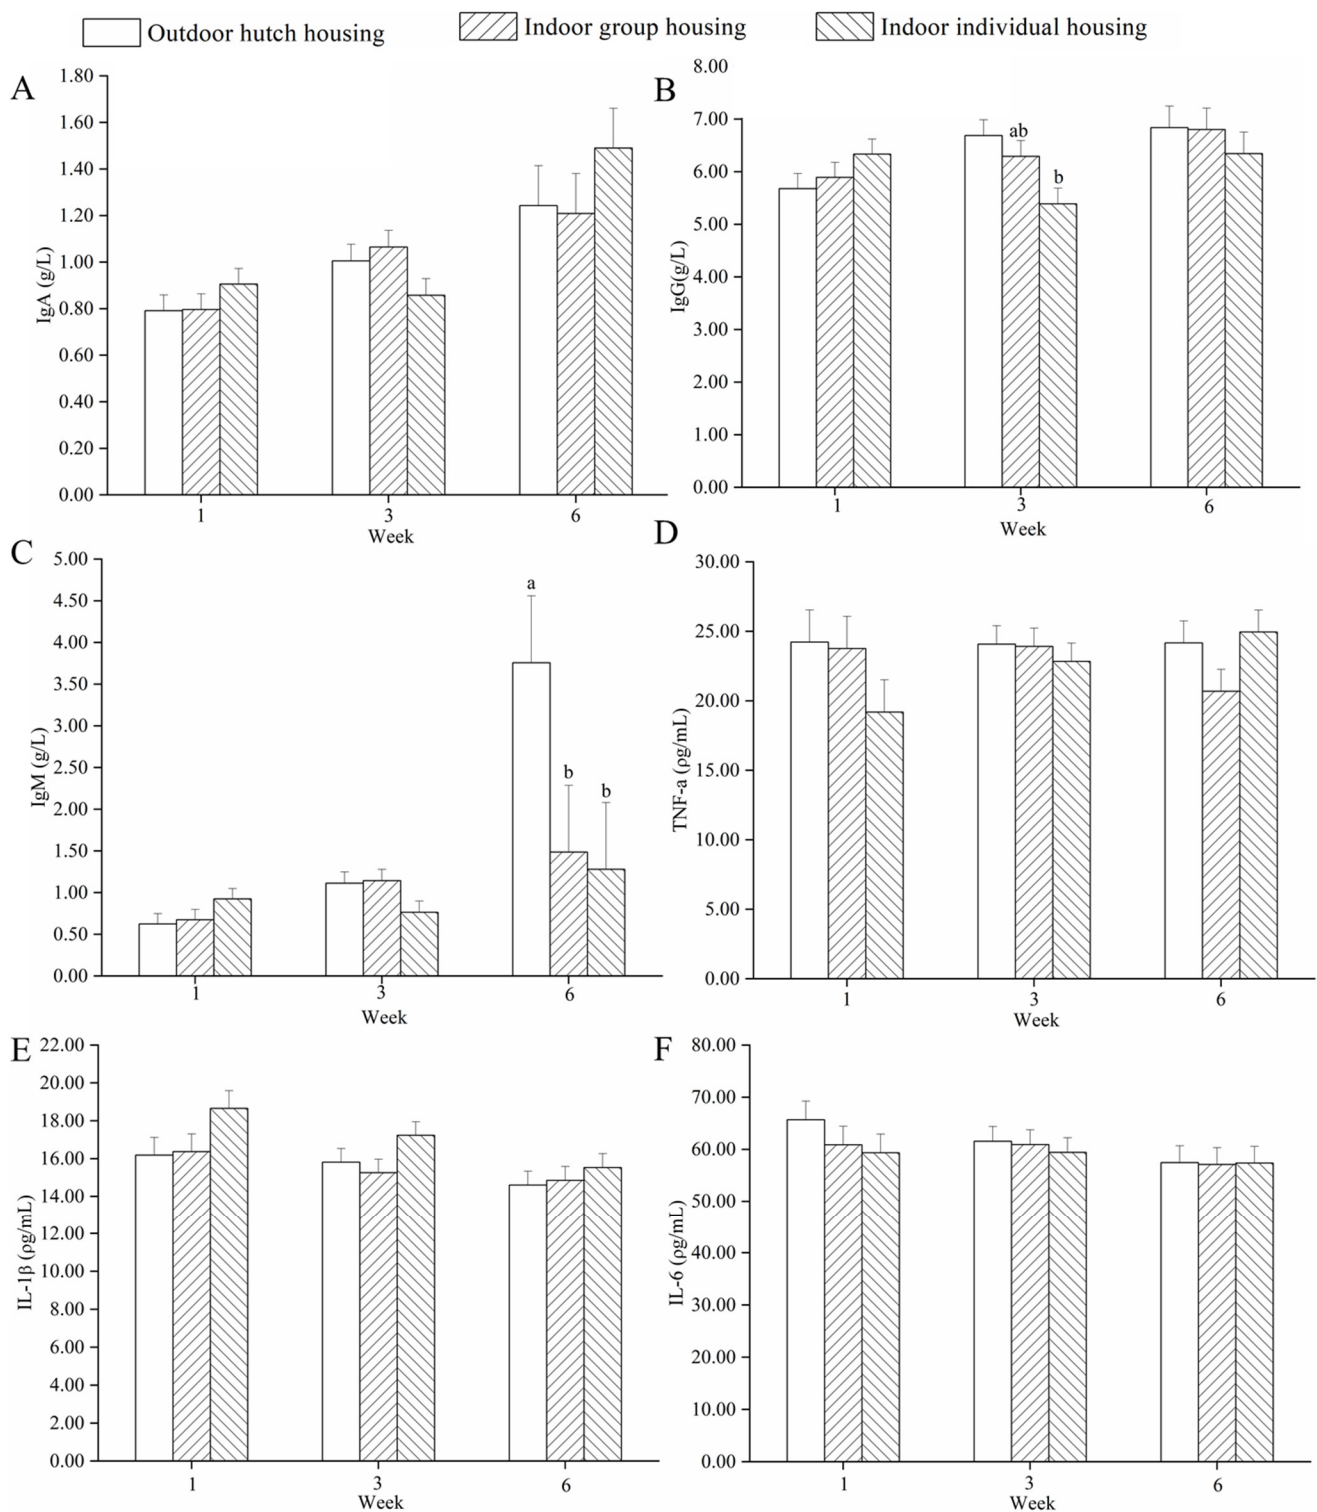 Outdoor hutch housing
Indoor group housing
Indoor individual housing
A
1.80
1.60
1.40
1.20
1.00
0.80
0.60
0.40
0.20
0.00
IgA (g/L)
1
3
6
Week
B
8.00
7.00
6.00
5.00
4.00
3.00
2.00
1.00
0.00
IgG(g/L)
ab
b
1
3
6
Week
C
5.00
4.50
4.00
3.50
3.00
2.50
2.00
1.50
1.00
0.50
0.00
IgM (g/L)
a
b
b
1
3
6
Week
D
30.00
25.00
20.00
15.00
10.00
5.00
0.00
TNF-a (ρg/mL)
1
3
6
Week
E
22.00
20.00
18.00
16.00
14.00
12.00
10.00
8.00
6.00
4.00
2.00
0.00
IL-1β (ρg/mL)
1
3
6
Week
F
80.00
70.00
60.00
50.00
40.00
30.00
20.00
10.00
0.00
IL-6 (ρg/mL)
1
3
6
Week